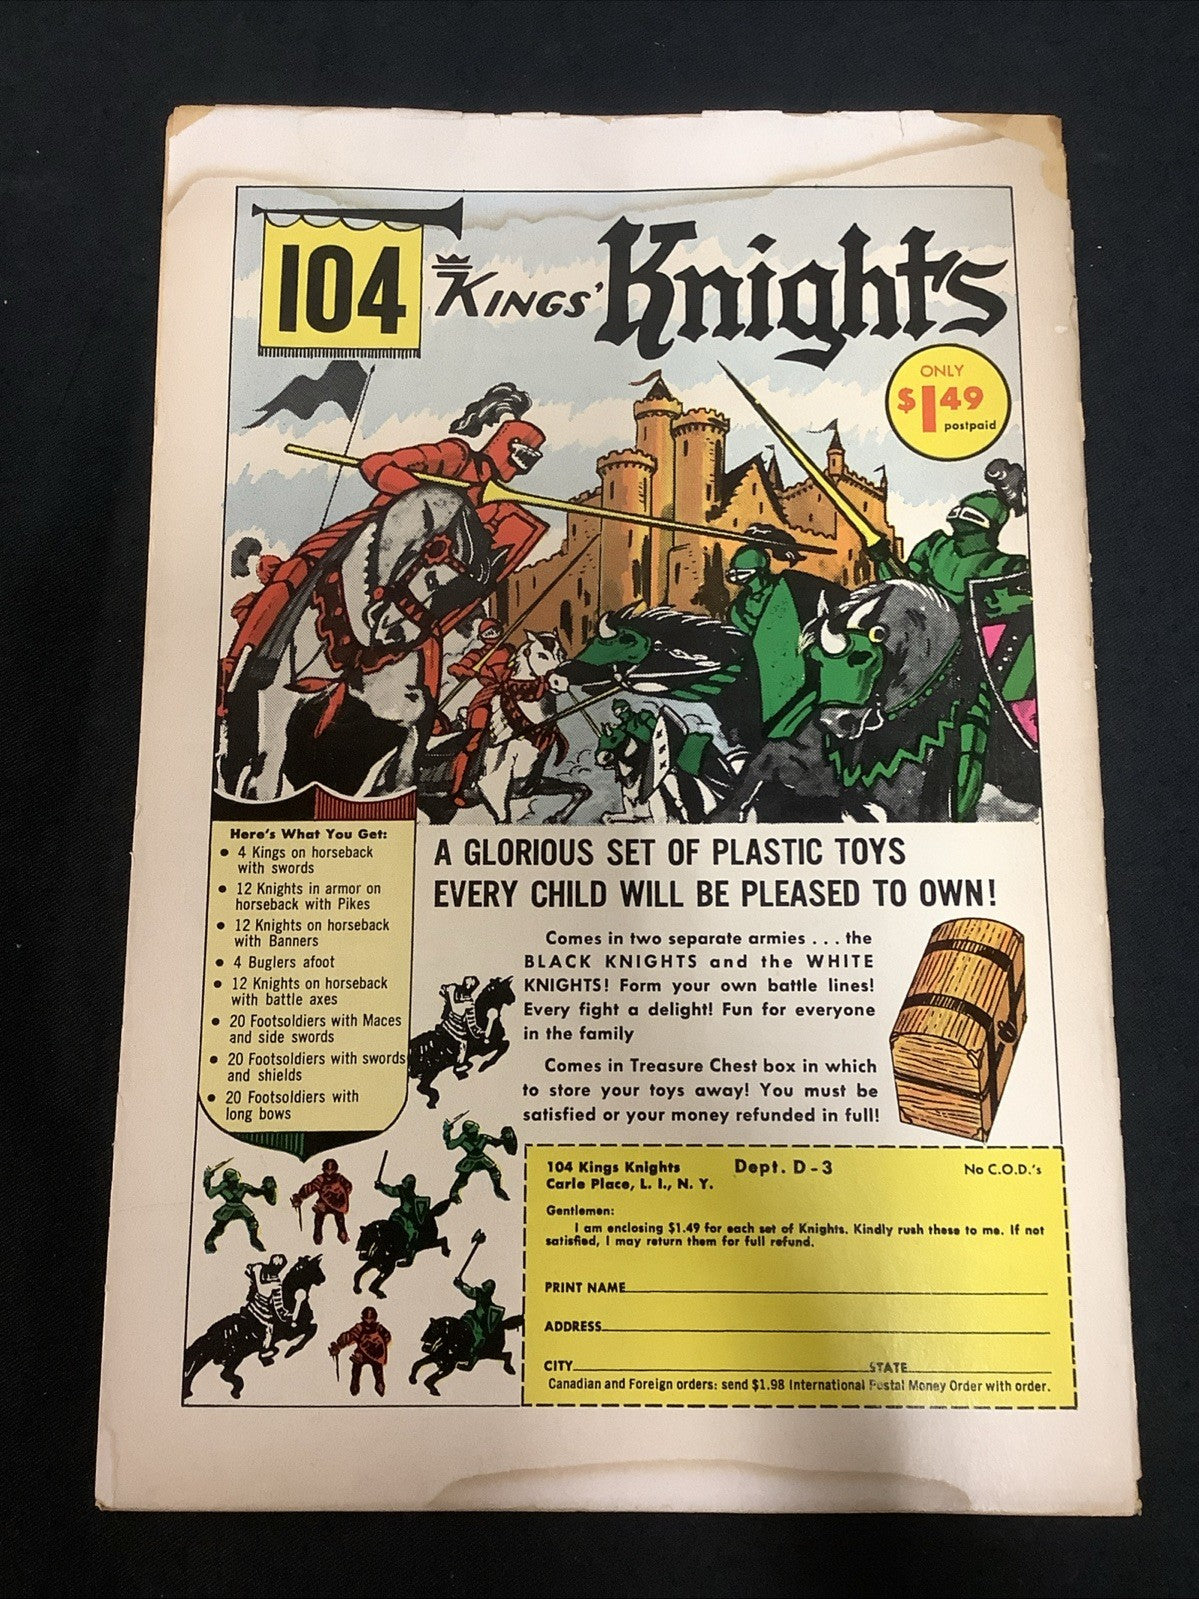 104
KINGS' Knights
ONLY
$1.49
postpaid
Here's What You Get:
• 4 Kings on horseback
with swords
• 12 Knights in armor on
horseback with Pikes
• 12 Knights on horseback
with Banners
• 4 Buglers afoot
• 12 Knights on horseback
with battle axes
• 20 Footsoldiers with Maces
and side swords
• 20 Footsoldiers with swords
and shields
• 20 Footsoldiers with
long bows
A GLORIOUS SET OF PLASTIC TOYS
EVERY CHILD WILL BE PLEASED TO OWN!
Comes in two separate armies . . . the
BLACK KNIGHTS and the WHITE
KNIGHTS! Form your own battle lines!
Every fight a delight! Fun for everyone
in the family
Comes in Treasure Chest box in which
to store your toys away! You must be
satisfied or your money refunded in full!
104 Kings Knights Dept. D-3 No C.O.D.'s
Carle Place, L. I., N. Y.
Gentlemen:
I am enclosing $1.49 for each set of Knights. Kindly rush these to me. If not
satisfied, I may return them for full refund.
PRINT NAME
ADDRESS
CITY STATE
Canadian and Foreign orders: send $1.98 International Postal Money Order with order.